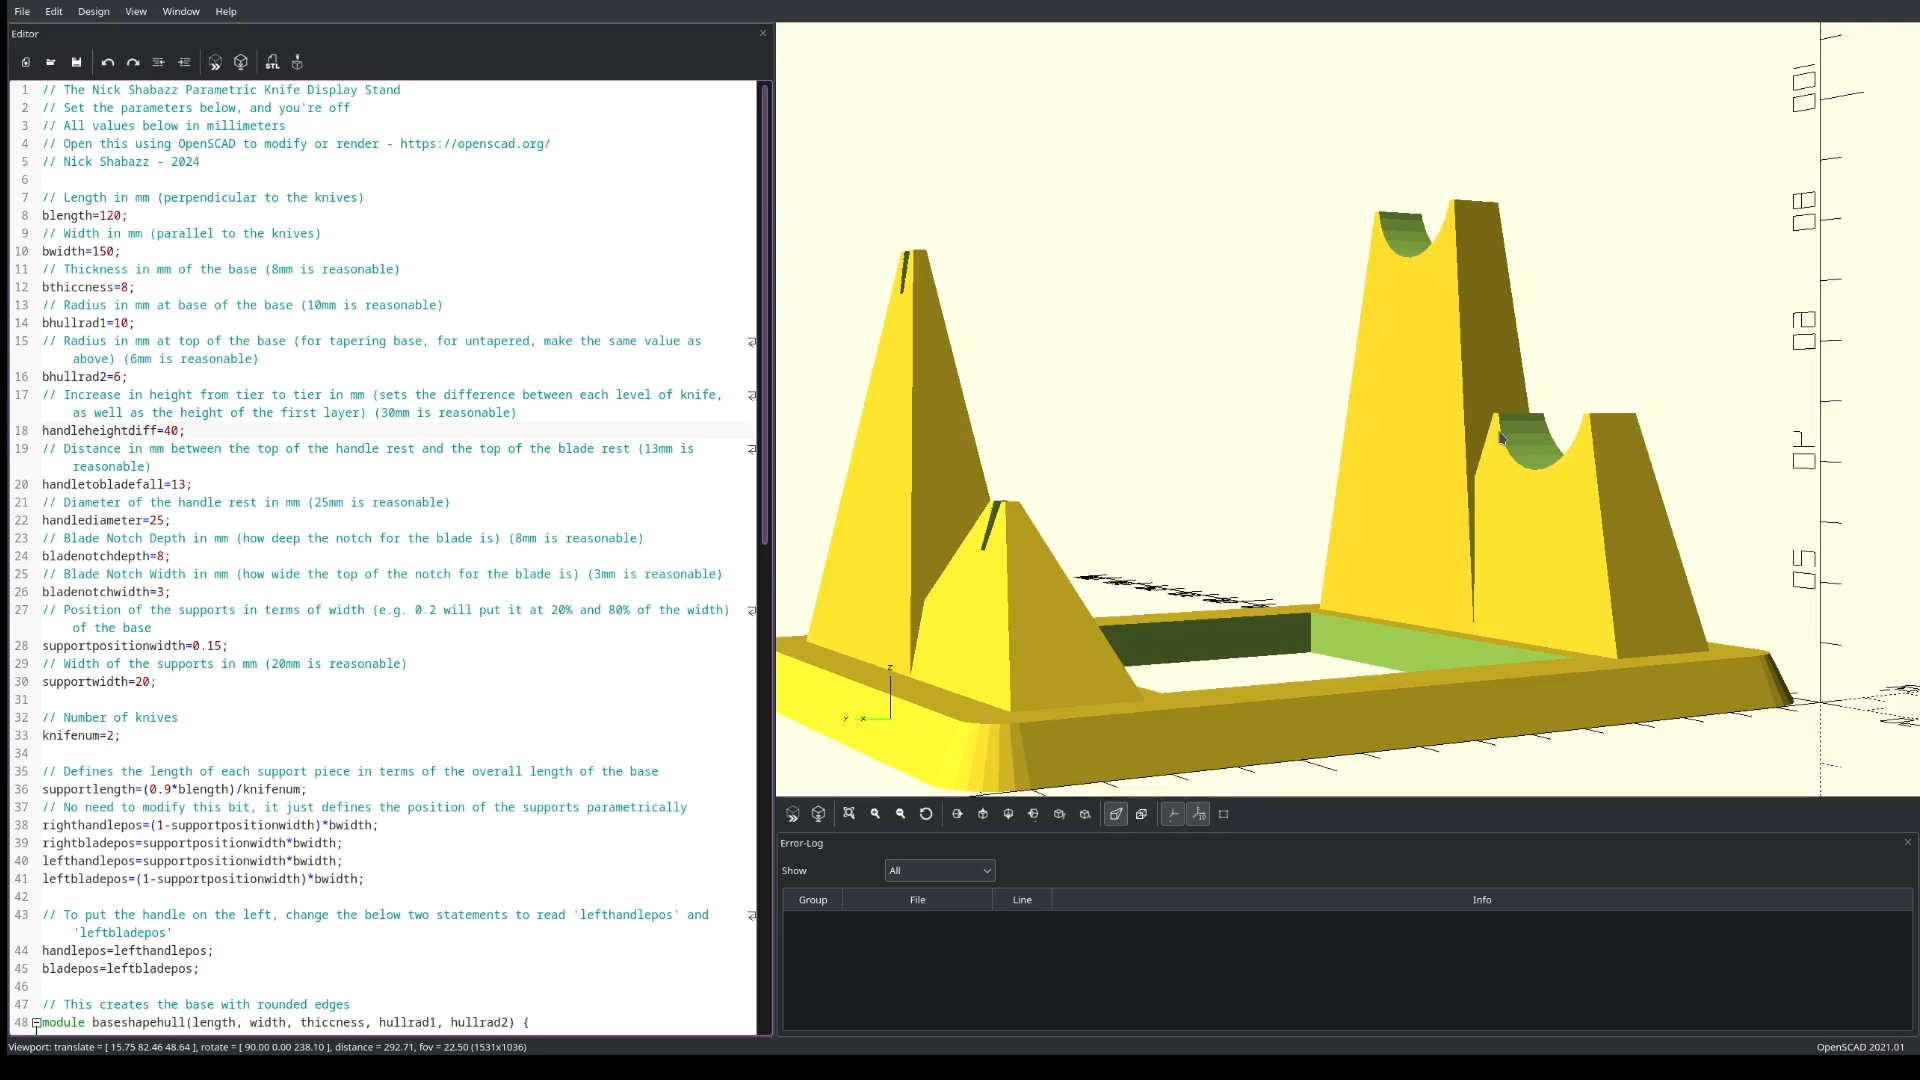 File Edit Design View Window Help
Editor
STL
1 // The Nick Shabazz Parametric Knife Display Stand
2 // Set the parameters below, and you're off
3 // All values below in millimeters
4 // Open this using OpenSCAD to modify or render - https://openscad.org/
5 // Nick Shabazz - 2024
6
7 // Length in mm (perpendicular to the knives)
8 blength=120;
9 // Width in mm (parallel to the knives)
10 bwidth=150;
11 // Thickness in mm of the base (8mm is reasonable)
12 bthiccness=8;
13 // Radius in mm at base of the base (10mm is reasonable)
14 bhullrad1=10;
15 // Radius in mm at top of the base (for tapering base, for untapered, make the same value as
above) (6mm is reasonable)
16 bhullrad2=6;
17 // Increase in height from tier to tier in mm (sets the difference between each level of knife,
as well as the height of the first layer) (30mm is reasonable)
18 handleheightdiff=40;
19 // Distance in mm between the top of the handle rest and the top of the blade rest (13mm is
reasonable)
20 handletobladefall=13;
21 // Diameter of the handle rest in mm (25mm is reasonable)
22 handlediameter=25;
23 // Blade Notch Depth in mm (how deep the notch for the blade is) (8mm is reasonable)
24 bladenotchdepth=8;
25 // Blade Notch Width in mm (how wide the top of the notch for the blade is) (3mm is reasonable)
26 bladenotchwidth=3;
27 // Position of the supports in terms of width (e.g. 0.2 will put it at 20% and 80% of the width)
of the base
28 supportpositionwidth=0.15;
29 // Width of the supports in mm (20mm is reasonable)
30 supportwidth=20;
31
32 // Number of knives
33 knifenum=2;
34
35 // Defines the length of each support piece in terms of the overall length of the base
36 supportlength=(0.9*blength)/knifenum;
37 // No need to modify this bit, it just defines the position of the supports parametrically
38 righthandlepos=(1-supportpositionwidth)*bwidth;
39 rightbladepos=supportpositionwidth*bwidth;
40 lefthandlepos=supportpositionwidth*bwidth;
41 leftbladepos=(1-supportpositionwidth)*bwidth;
42
43 // To put the handle on the left, change the below two statements to read 'lefthandlepos' and
'leftbladepos'
44 handlepos=lefthandlepos;
45 bladepos=leftbladepos;
46
47 // This creates the base with rounded edges
48 module baseshapehull(length, width, thiccness, hullrad1, hullrad2) {
Z
Y X
Error-Log
Show All
Group File Line Info
Viewport: translate = [ 15.75 82.46 48.64 ], rotate = [ 90.00 0.00 238.10 ], distance = 292.71, fov = 22.50 (1531x1036)
OpenSCAD 2021.01